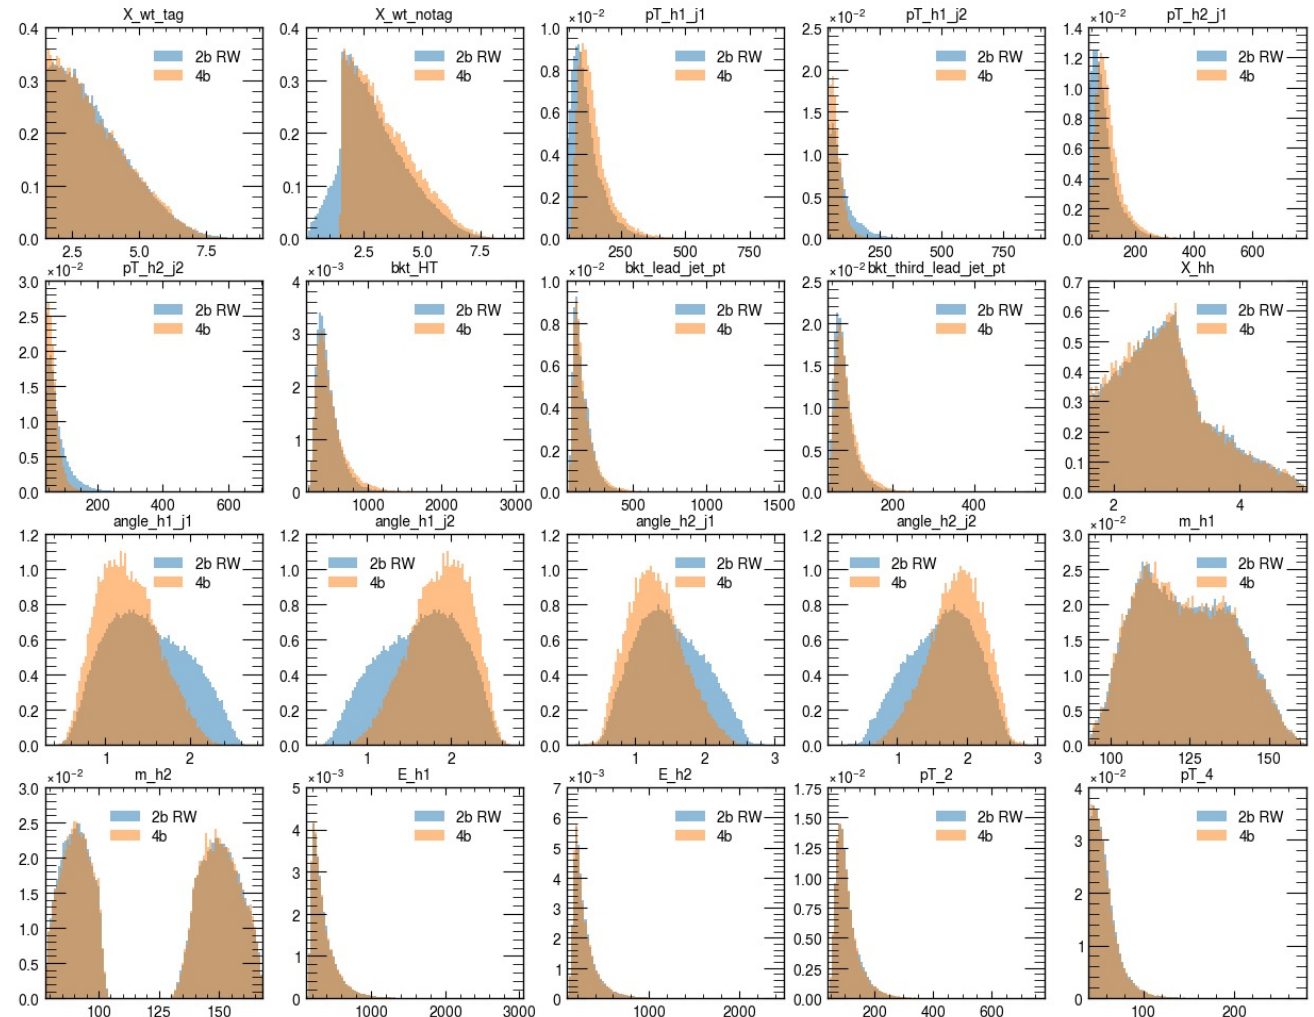 X_wt_tag
0.4
0.3
0.2
0.1
0.0
2.5 5.0 7.5
2b RW
4b
X_wt_notag
0.4
0.3
0.2
0.1
0.0
2.5 5.0 7.5
2b RW
4b
pT_h1_j1
×10⁻²
1.0
0.8
0.6
0.4
0.2
0.0
250 500 750
2b RW
4b
pT_h1_j2
×10⁻²
2.5
2.0
1.5
1.0
0.5
0.0
250 500 750
2b RW
4b
pT_h2_j1
×10⁻²
1.4
1.2
1.0
0.8
0.6
0.4
0.2
0.0
200 400 600
2b RW
4b
pT_h2_j2
×10⁻²
3.0
2.5
2.0
1.5
1.0
0.5
0.0
200 400 600
2b RW
4b
bkt_HT
×10⁻³
4
3
2
1
0
1000 2000 3000
2b RW
4b
bkt_lead_jet_pt
×10⁻²
1.0
0.8
0.6
0.4
0.2
0.0
500 1000 1500
2b RW
4b
bkt_third_lead_jet_pt
×10⁻²
2.5
2.0
1.5
1.0
0.5
0.0
200 400
2b RW
4b
X_hh
0.7
0.6
0.5
0.4
0.3
0.2
0.1
0.0
2 4
2b RW
4b
angle_h1_j1
1.2
1.0
0.8
0.6
0.4
0.2
0.0
1 2
2b RW
4b
angle_h1_j2
1.2
1.0
0.8
0.6
0.4
0.2
0.0
1 2
2b RW
4b
angle_h2_j1
1.2
1.0
0.8
0.6
0.4
0.2
0.0
1 2 3
2b RW
4b
angle_h2_j2
1.2
1.0
0.8
0.6
0.4
0.2
0.0
1 2 3
2b RW
4b
m_h1
×10⁻²
3.0
2.5
2.0
1.5
1.0
0.5
0.0
100 125 150
2b RW
4b
m_h2
×10⁻²
3.0
2.5
2.0
1.5
1.0
0.5
0.0
100 125 150
2b RW
4b
E_h1
×10⁻³
5
4
3
2
1
0
1000 2000 3000
2b RW
4b
E_h2
×10⁻³
7
6
5
4
3
2
1
0
1000 2000
2b RW
4b
pT_2
×10⁻²
1.75
1.50
1.25
1.00
0.75
0.50
0.25
0.00
200 400 600
2b RW
4b
pT_4
×10⁻²
4
3
2
1
0
100 200
2b RW
4b